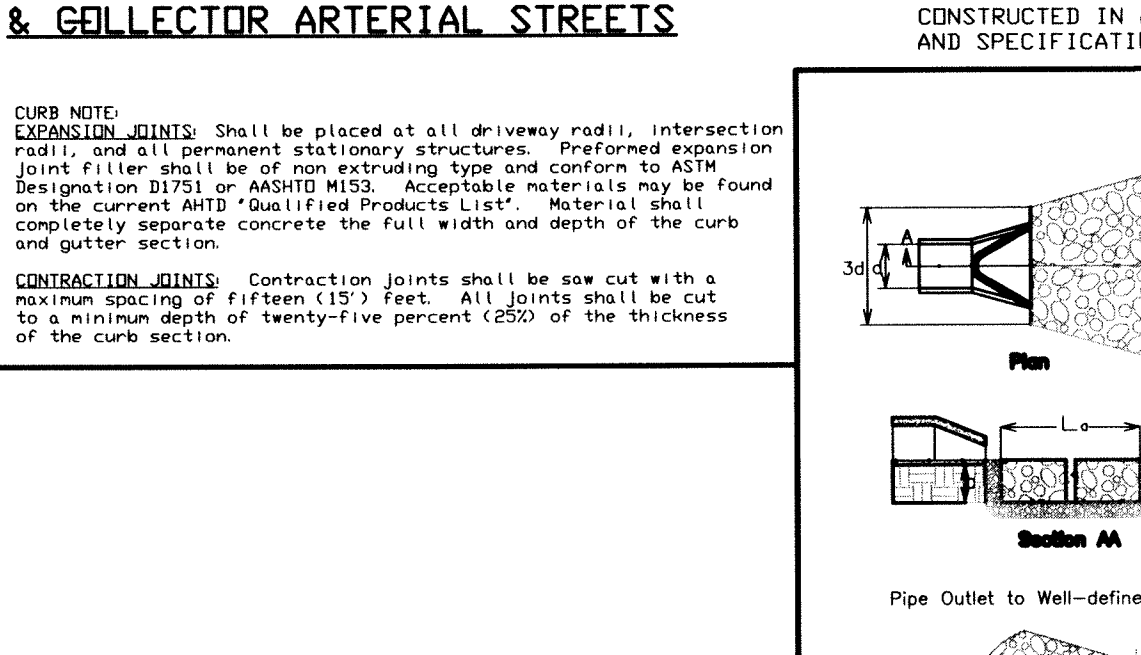 & COLLECTOR ARTERIAL STREETS
CURB NOTE:
EXPANSION JOINTS: Shall be placed at all driveway radii, intersection
radii, and all permanent stationary structures. Preformed expansion
joint filler shall be of non extruding type and conform to ASTM
Designation D1751 or AASHTO M153. Acceptable materials may be found
on the current AHTD "Qualified Products List". Material shall
completely separate concrete the full width and depth of the curb
and gutter section.
CONTRACTION JOINTS: Contraction joints shall be saw cut with a
maximum spacing of fifteen (15') feet. All joints shall be cut
to a minimum depth of twenty-five percent (25%) of the thickness
of the curb section.
CONSTRUCTED IN
AND SPECIFICATI
A
3d
d
Plan
La
Section AA
Pipe Outlet to Well-define